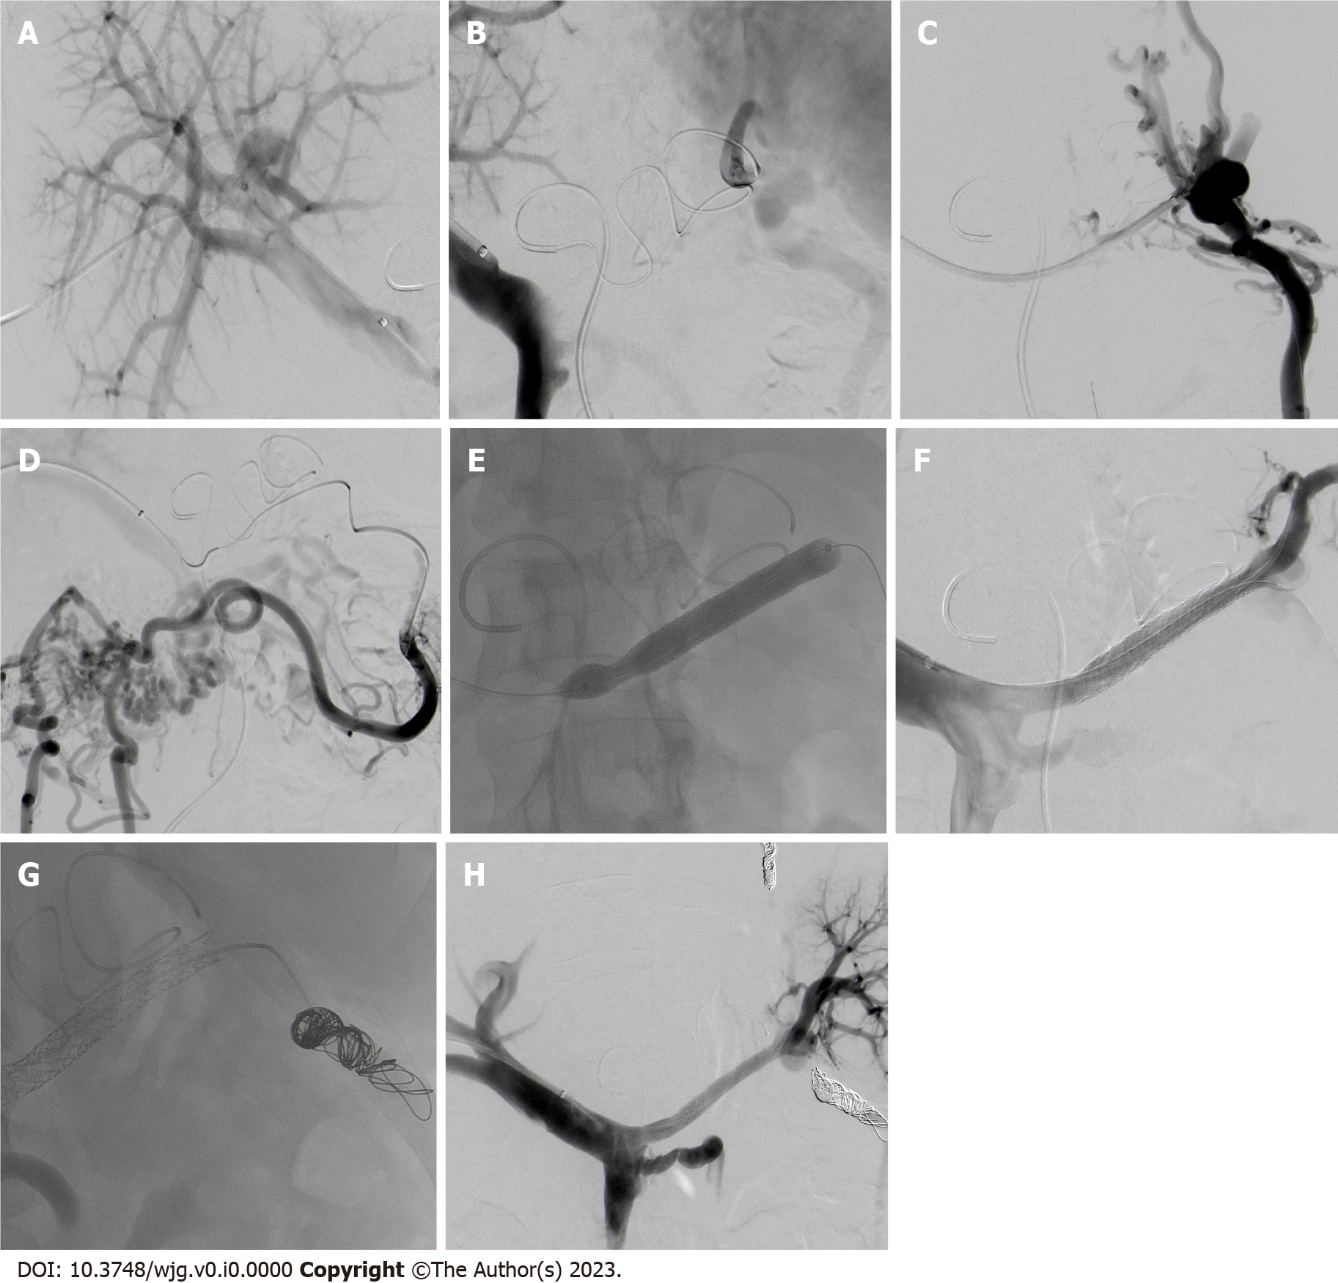 A
B
C
D
E
F
G
H
DOI: 10.3748/wjg.v0.i0.0000 Copyright ©The Author(s) 2023.